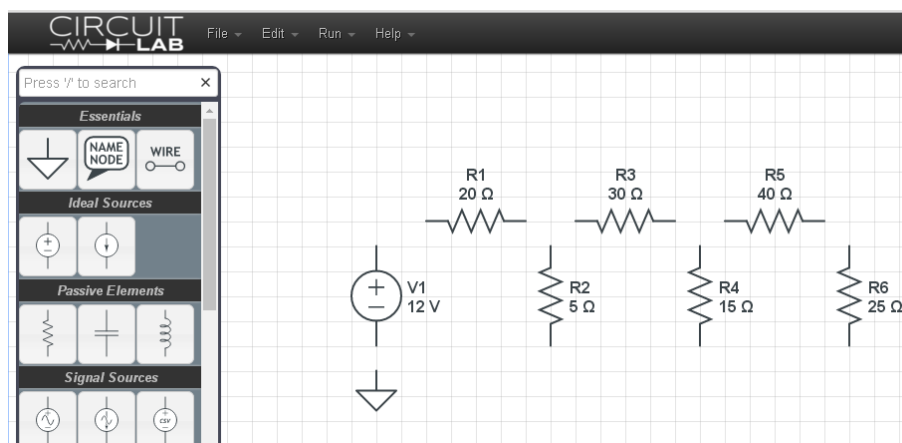 CIRCUIT
LAB
File Edit Run Help
Press '/' to search ×
Essentials
NAME
NODE
WIRE
Ideal Sources
Passive Elements
Signal Sources
CSV
R1
20 Ω
R3
30 Ω
R5
40 Ω
V1
12 V
R2
5 Ω
R4
15 Ω
R6
25 Ω